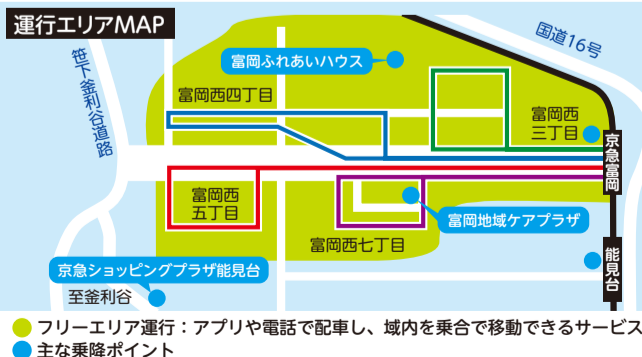 運行エリアMAP
国道16号
笹下釜利谷道路
富岡ふれあいハウス
富岡西四丁目
富岡西
三丁目
京急富岡
富岡西
五丁目
富岡地域ケアプラザ
富岡西七丁目
能見台
京急ショッピングプラザ能見台
至釜利谷
フリーエリア運行：アプリや電話で配車し、域内を乗合で移動できるサービス
主な乗降ポイント